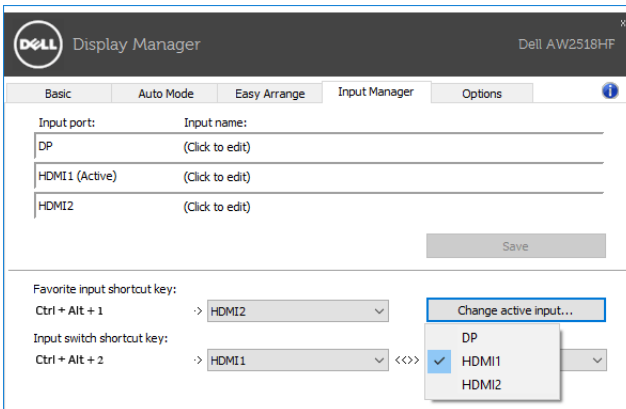 DELL Display Manager Dell AW2518HF
x
Basic Auto Mode Easy Arrange Input Manager Options
Input port: Input name:
DP (Click to edit)
HDMI1 (Active) (Click to edit)
HDMI2 (Click to edit)
Save
Favorite input shortcut key:
Ctrl + Alt + 1 -> HDMI2 Change active input...
Input switch shortcut key:
DP
Ctrl + Alt + 2 -> HDMI1 <<>> HDMI1
HDMI2